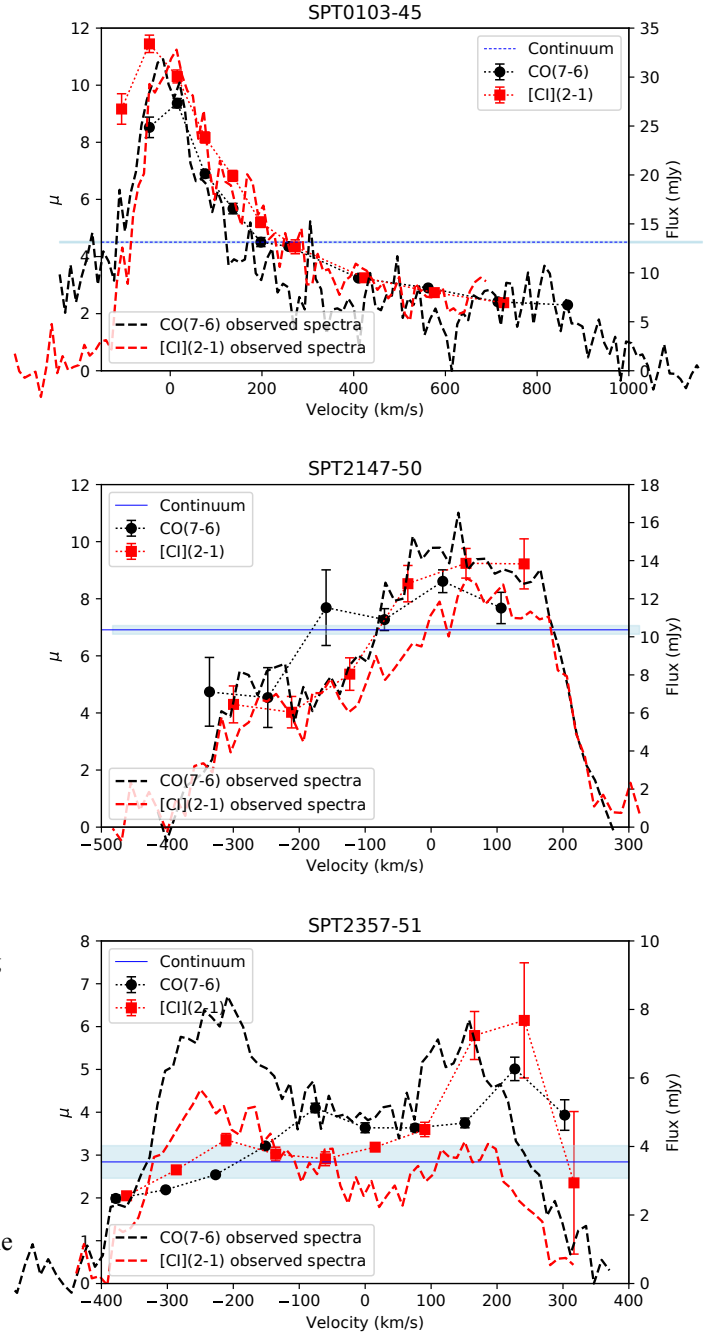 SPT0103-45
12
10
8
6
4
2
0
μ
35
30
25
20
15
10
5
0
Flux (mJy)
Continuum
CO(7-6)
[CI](2-1)
CO(7-6) observed spectra
[CI](2-1) observed spectra
0 200 400 600 800 1000
Velocity (km/s)
SPT2147-50
12
10
8
6
4
2
0
μ
18
16
14
12
10
8
6
4
2
0
Flux (mJy)
Continuum
CO(7-6)
[CI](2-1)
CO(7-6) observed spectra
[CI](2-1) observed spectra
−500 −400 −300 −200 −100 0 100 200 300
Velocity (km/s)
SPT2357-51
8
7
6
5
4
3
2
1
0
μ
10
8
6
4
2
0
Flux (mJy)
Continuum
CO(7-6)
[CI](2-1)
CO(7-6) observed spectra
[CI](2-1) observed spectra
−400 −300 −200 −100 0 100 200 300 400
Velocity (km/s)